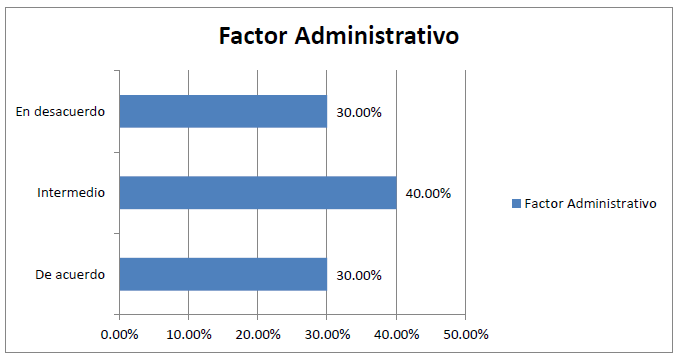 Factor Administrativo
En desacuerdo
30.00%
Intermedio
40.00%
Factor Administrativo
De acuerdo
30.00%
0.00% 10.00% 20.00% 30.00% 40.00% 50.00%